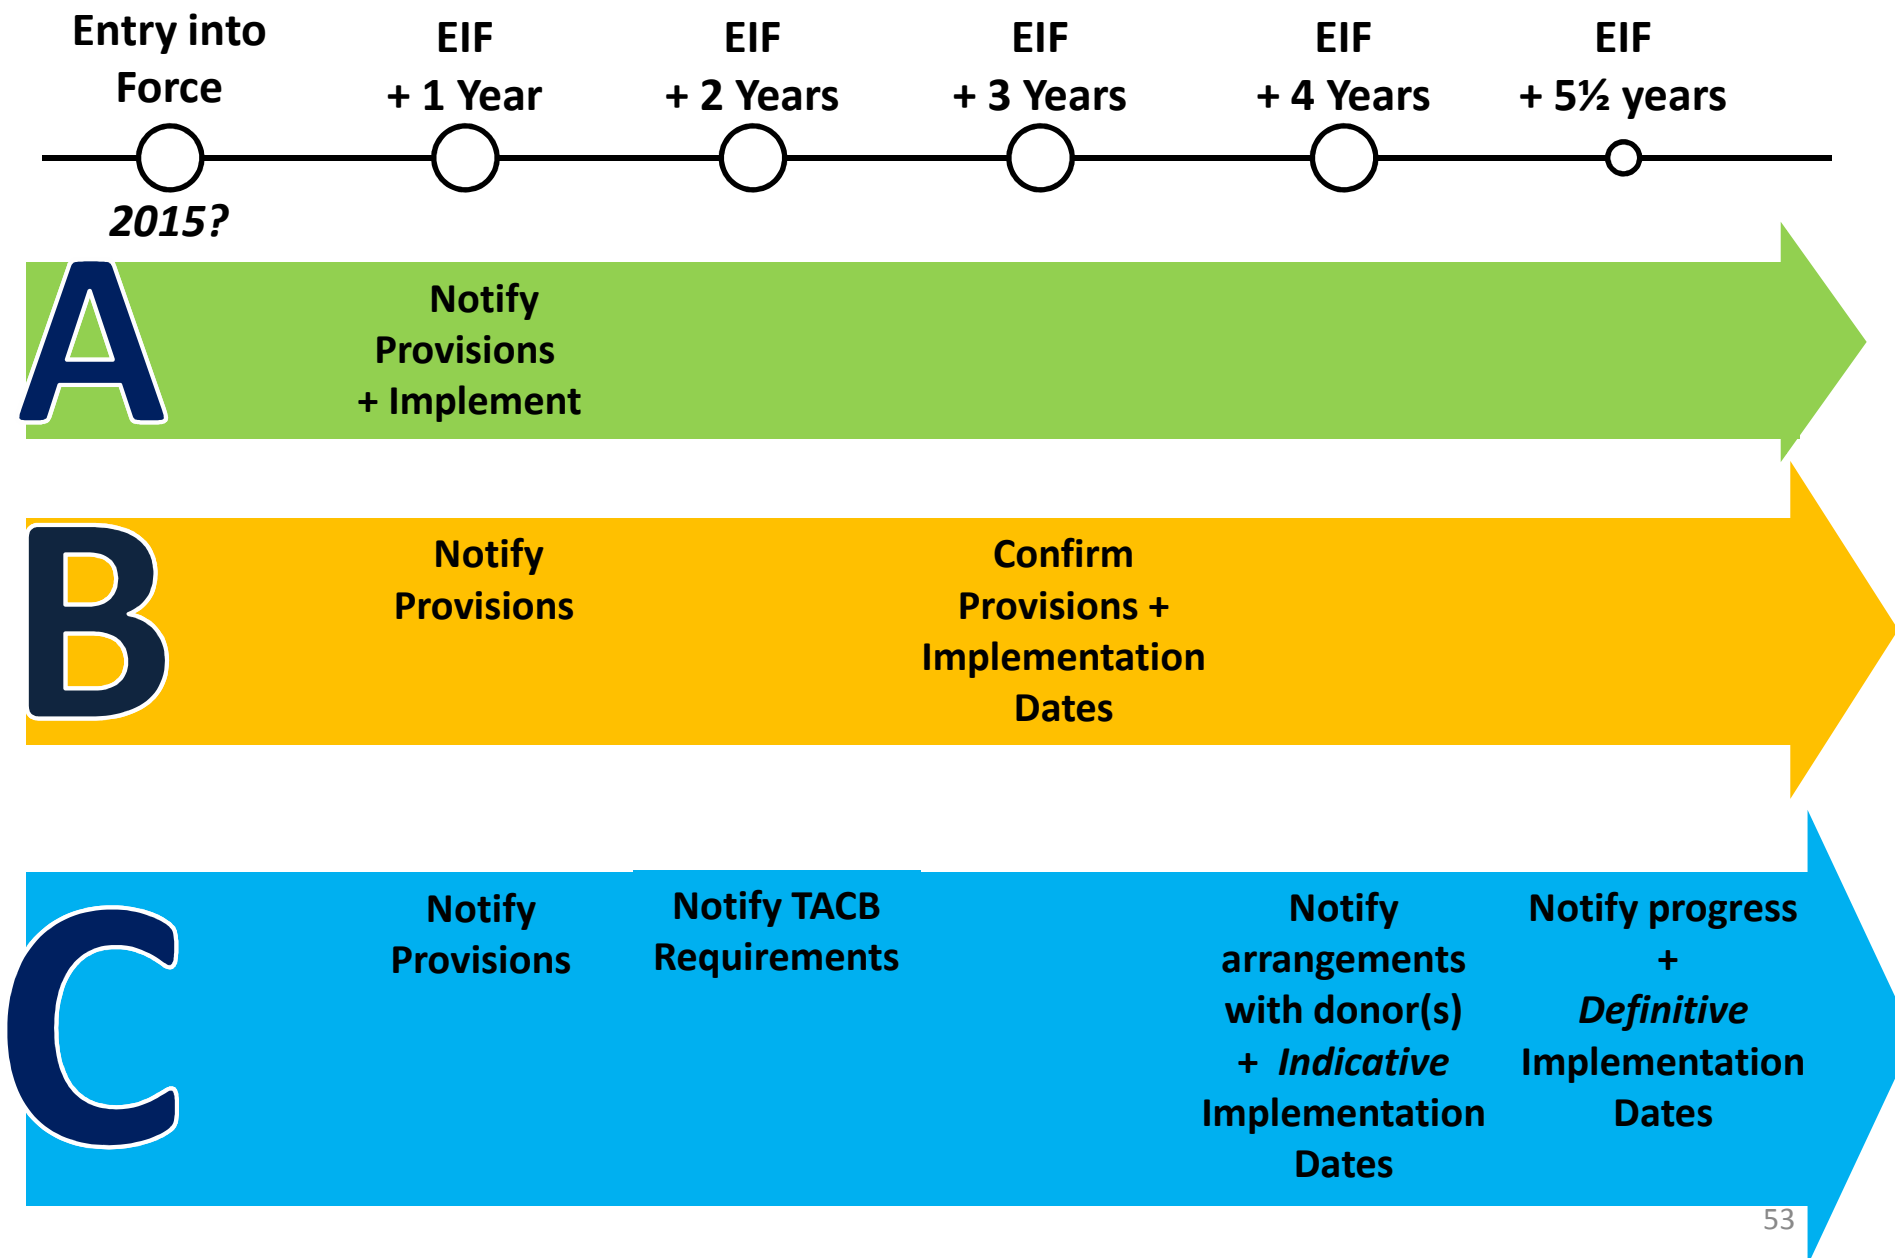 Entry into
Force
EIF
+ 1 Year
EIF
+ 2 Years
EIF
+ 3 Years
EIF
+ 4 Years
EIF
+ 5½ years
2015?
A
Notify
Provisions
+ Implement
B
Notify
Provisions
Confirm
Provisions +
Implementation
Dates
C
Notify
Provisions
Notify TACB
Requirements
Notify
arrangements
with donor(s)
+ Indicative
Implementation
Dates
Notify progress
+
Definitive
Implementation
Dates
53